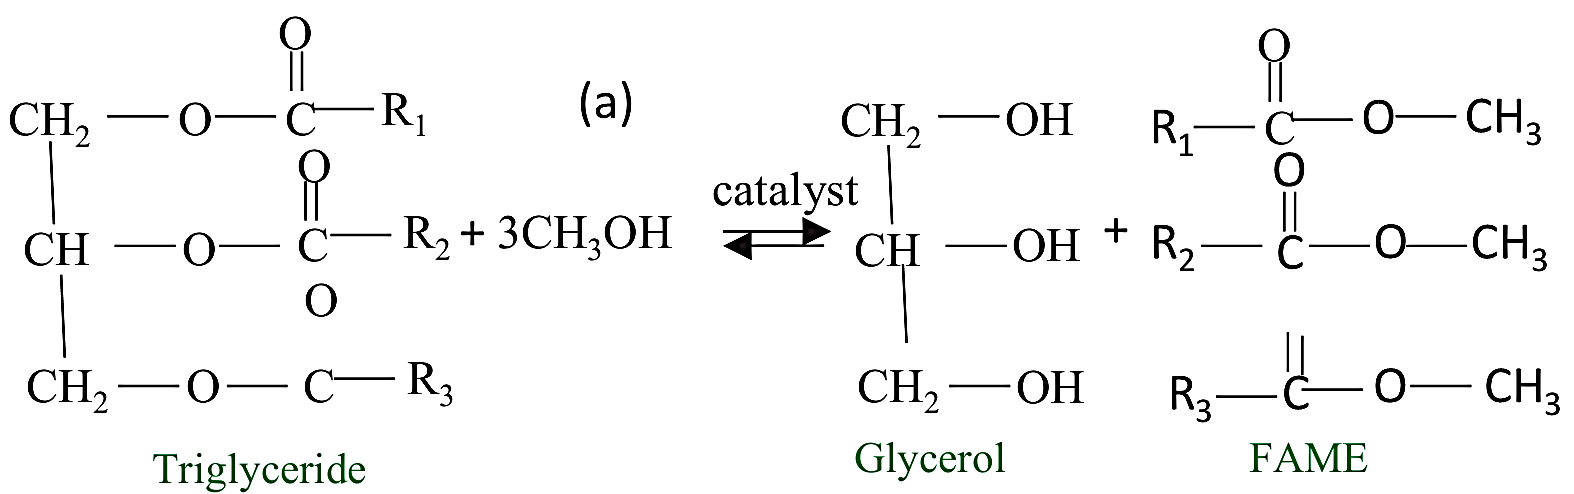 O O
CH₂ — O — C — R₁ (a) CH₂ — OH R₁ — C — O — CH₃
O catalyst O
CH — O — C — R₂ + 3CH₃OH ⇌ CH — OH + R₂ — C — O — CH₃
O
CH₂ — O — C — R₃ CH₂ — OH R₃ — C — O — CH₃
Triglyceride Glycerol FAME